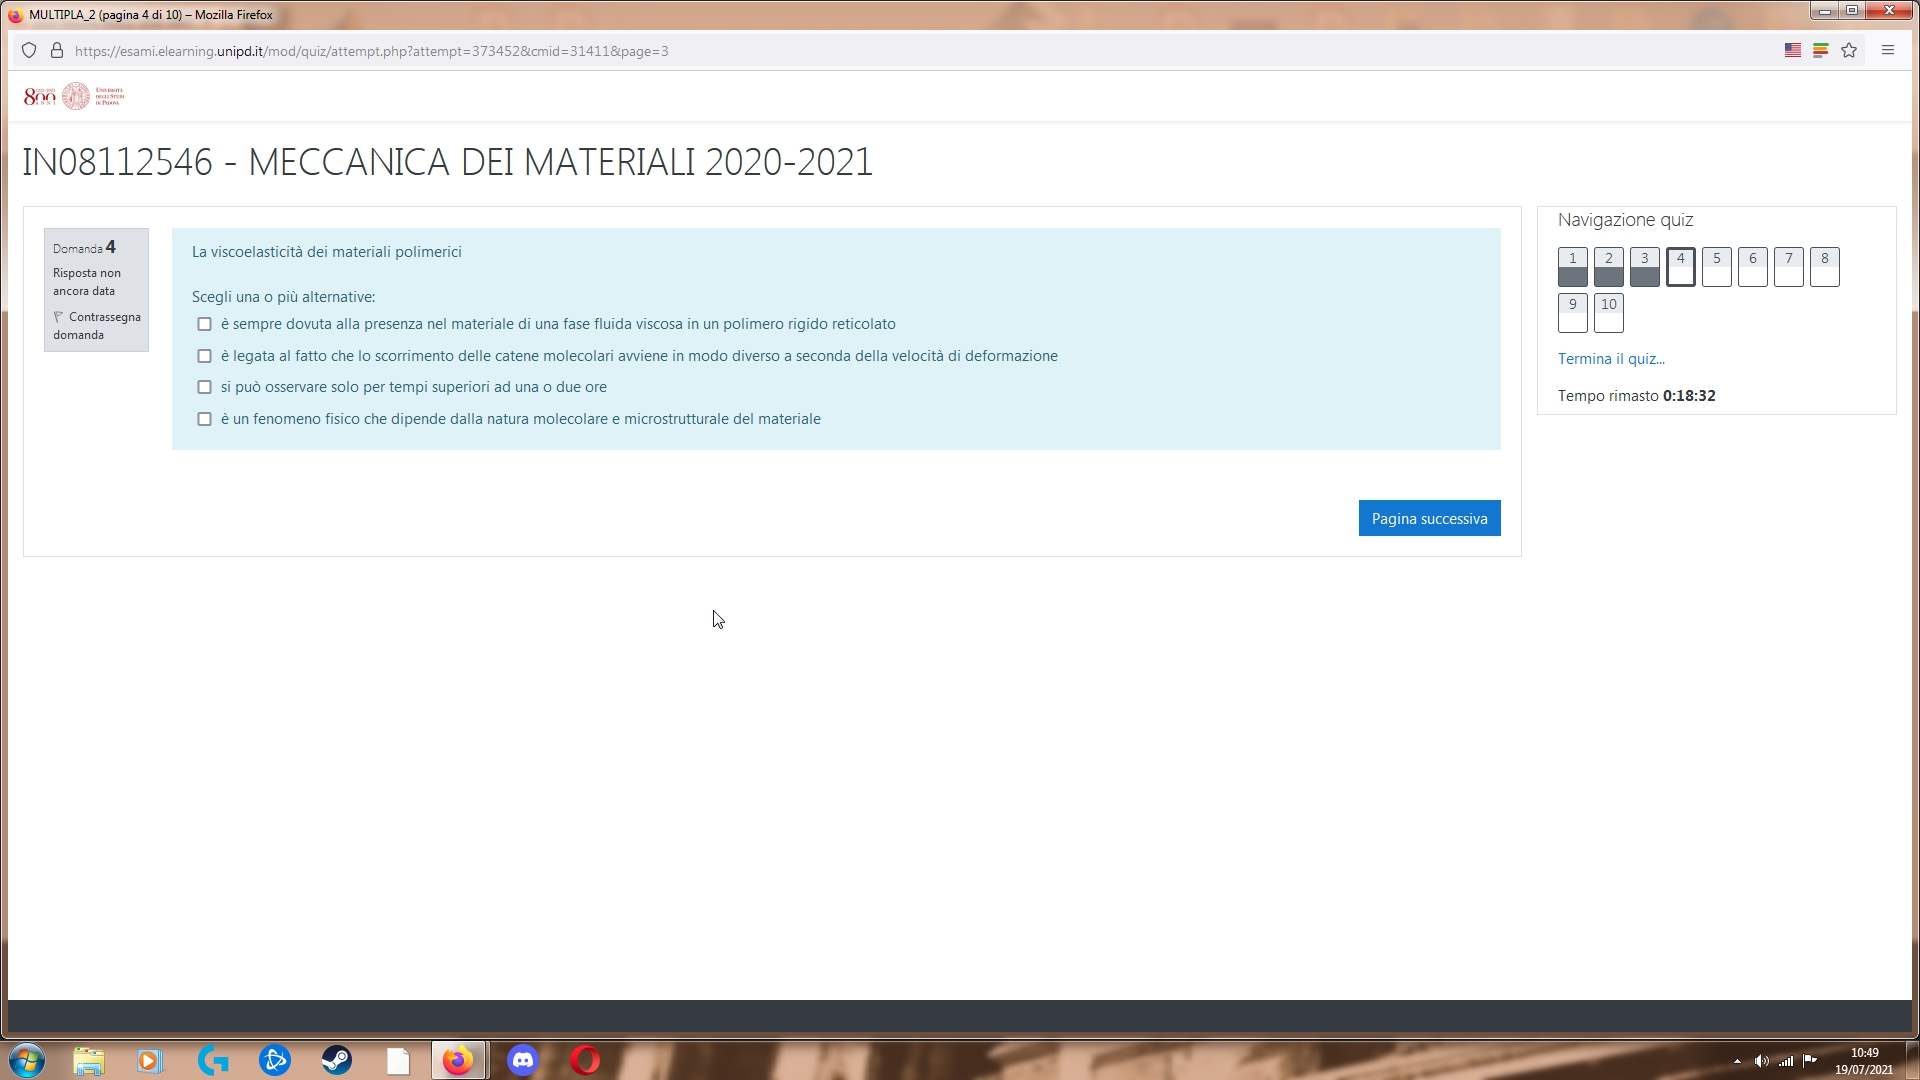 MULTIPLA_2 (pagina 4 di 10) – Mozilla Firefox
https://esami.elearning.unipd.it/mod/quiz/attempt.php?attempt=373452&cmid=31411&page=3
800 ANNI
UNIVERSITÀ DEGLI STUDI DI PADOVA
IN08112546 - MECCANICA DEI MATERIALI 2020-2021
Domanda 4
Risposta non ancora data
Contrassegna domanda
La viscoelasticità dei materiali polimerici
Scegli una o più alternative:
è sempre dovuta alla presenza nel materiale di una fase fluida viscosa in un polimero rigido reticolato
è legata al fatto che lo scorrimento delle catene molecolari avviene in modo diverso a seconda della velocità di deformazione
si può osservare solo per tempi superiori ad una o due ore
è un fenomeno fisico che dipende dalla natura molecolare e microstrutturale del materiale
Pagina successiva
Navigazione quiz
1 2 3 4 5 6 7 8
9 10
Termina il quiz...
Tempo rimasto 0:18:32
10:49
19/07/2021